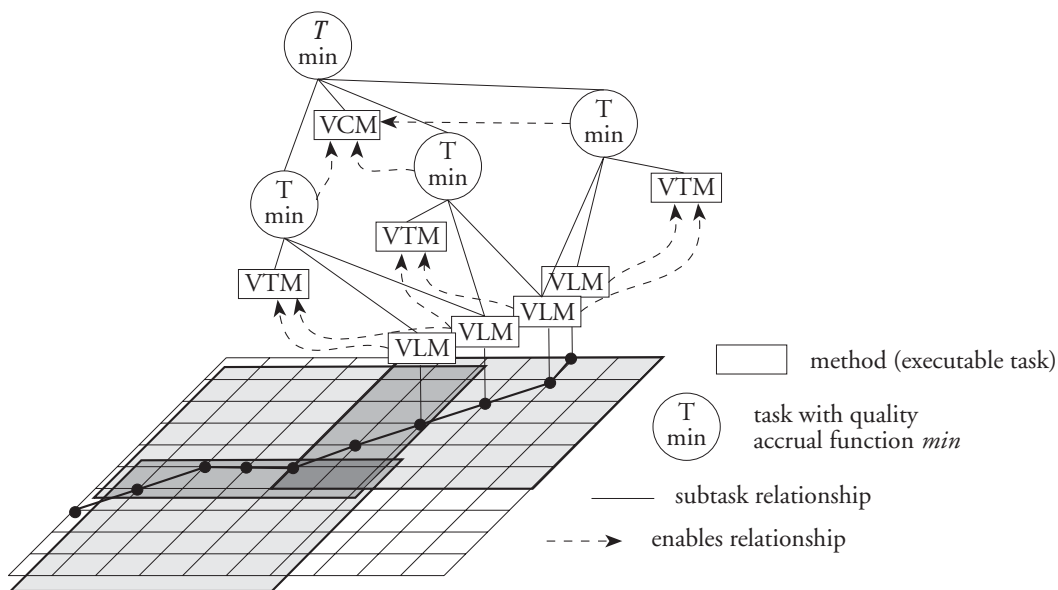 T
min
T
min
VCM
T
min
VTM
T
min
VTM
VTM
VLM
VLM
VLM
VLM
method (executable task)
T
min
task with quality
accrual function min
subtask relationship
enables relationship